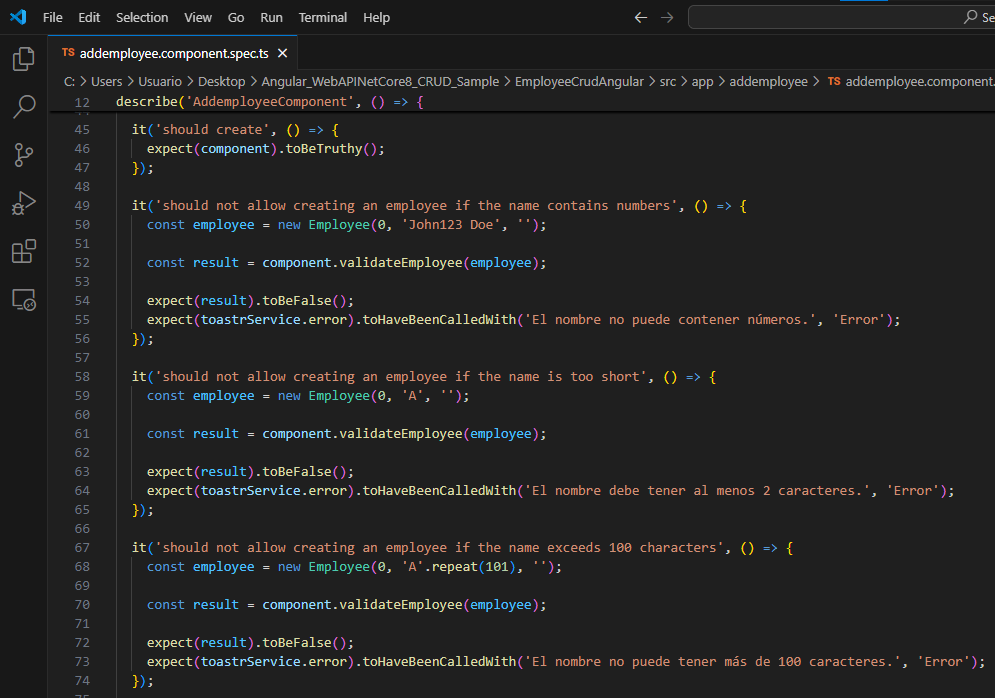 File Edit Selection View Go Run Terminal Help
Se
TS addemployee.component.spec.ts
C: > Users > Usuario > Desktop > Angular_WebAPINetCore8_CRUD_Sample > EmployeeCrudAngular > src > app > addemployee > TS addemployee.component.
12 describe('AddemployeeComponent', () => {
45 it('should create', () => {
46 expect(component).toBeTruthy();
47 });
48
49 it('should not allow creating an employee if the name contains numbers', () => {
50 const employee = new Employee(0, 'John123 Doe', '');
51
52 const result = component.validateEmployee(employee);
53
54 expect(result).toBeFalse();
55 expect(toastrService.error).toHaveBeenCalledWith('El nombre no puede contener números.', 'Error');
56 });
57
58 it('should not allow creating an employee if the name is too short', () => {
59 const employee = new Employee(0, 'A', '');
60
61 const result = component.validateEmployee(employee);
62
63 expect(result).toBeFalse();
64 expect(toastrService.error).toHaveBeenCalledWith('El nombre debe tener al menos 2 caracteres.', 'Error');
65 });
66
67 it('should not allow creating an employee if the name exceeds 100 characters', () => {
68 const employee = new Employee(0, 'A'.repeat(101), '');
69
70 const result = component.validateEmployee(employee);
71
72 expect(result).toBeFalse();
73 expect(toastrService.error).toHaveBeenCalledWith('El nombre no puede tener más de 100 caracteres.', 'Error');
74 });